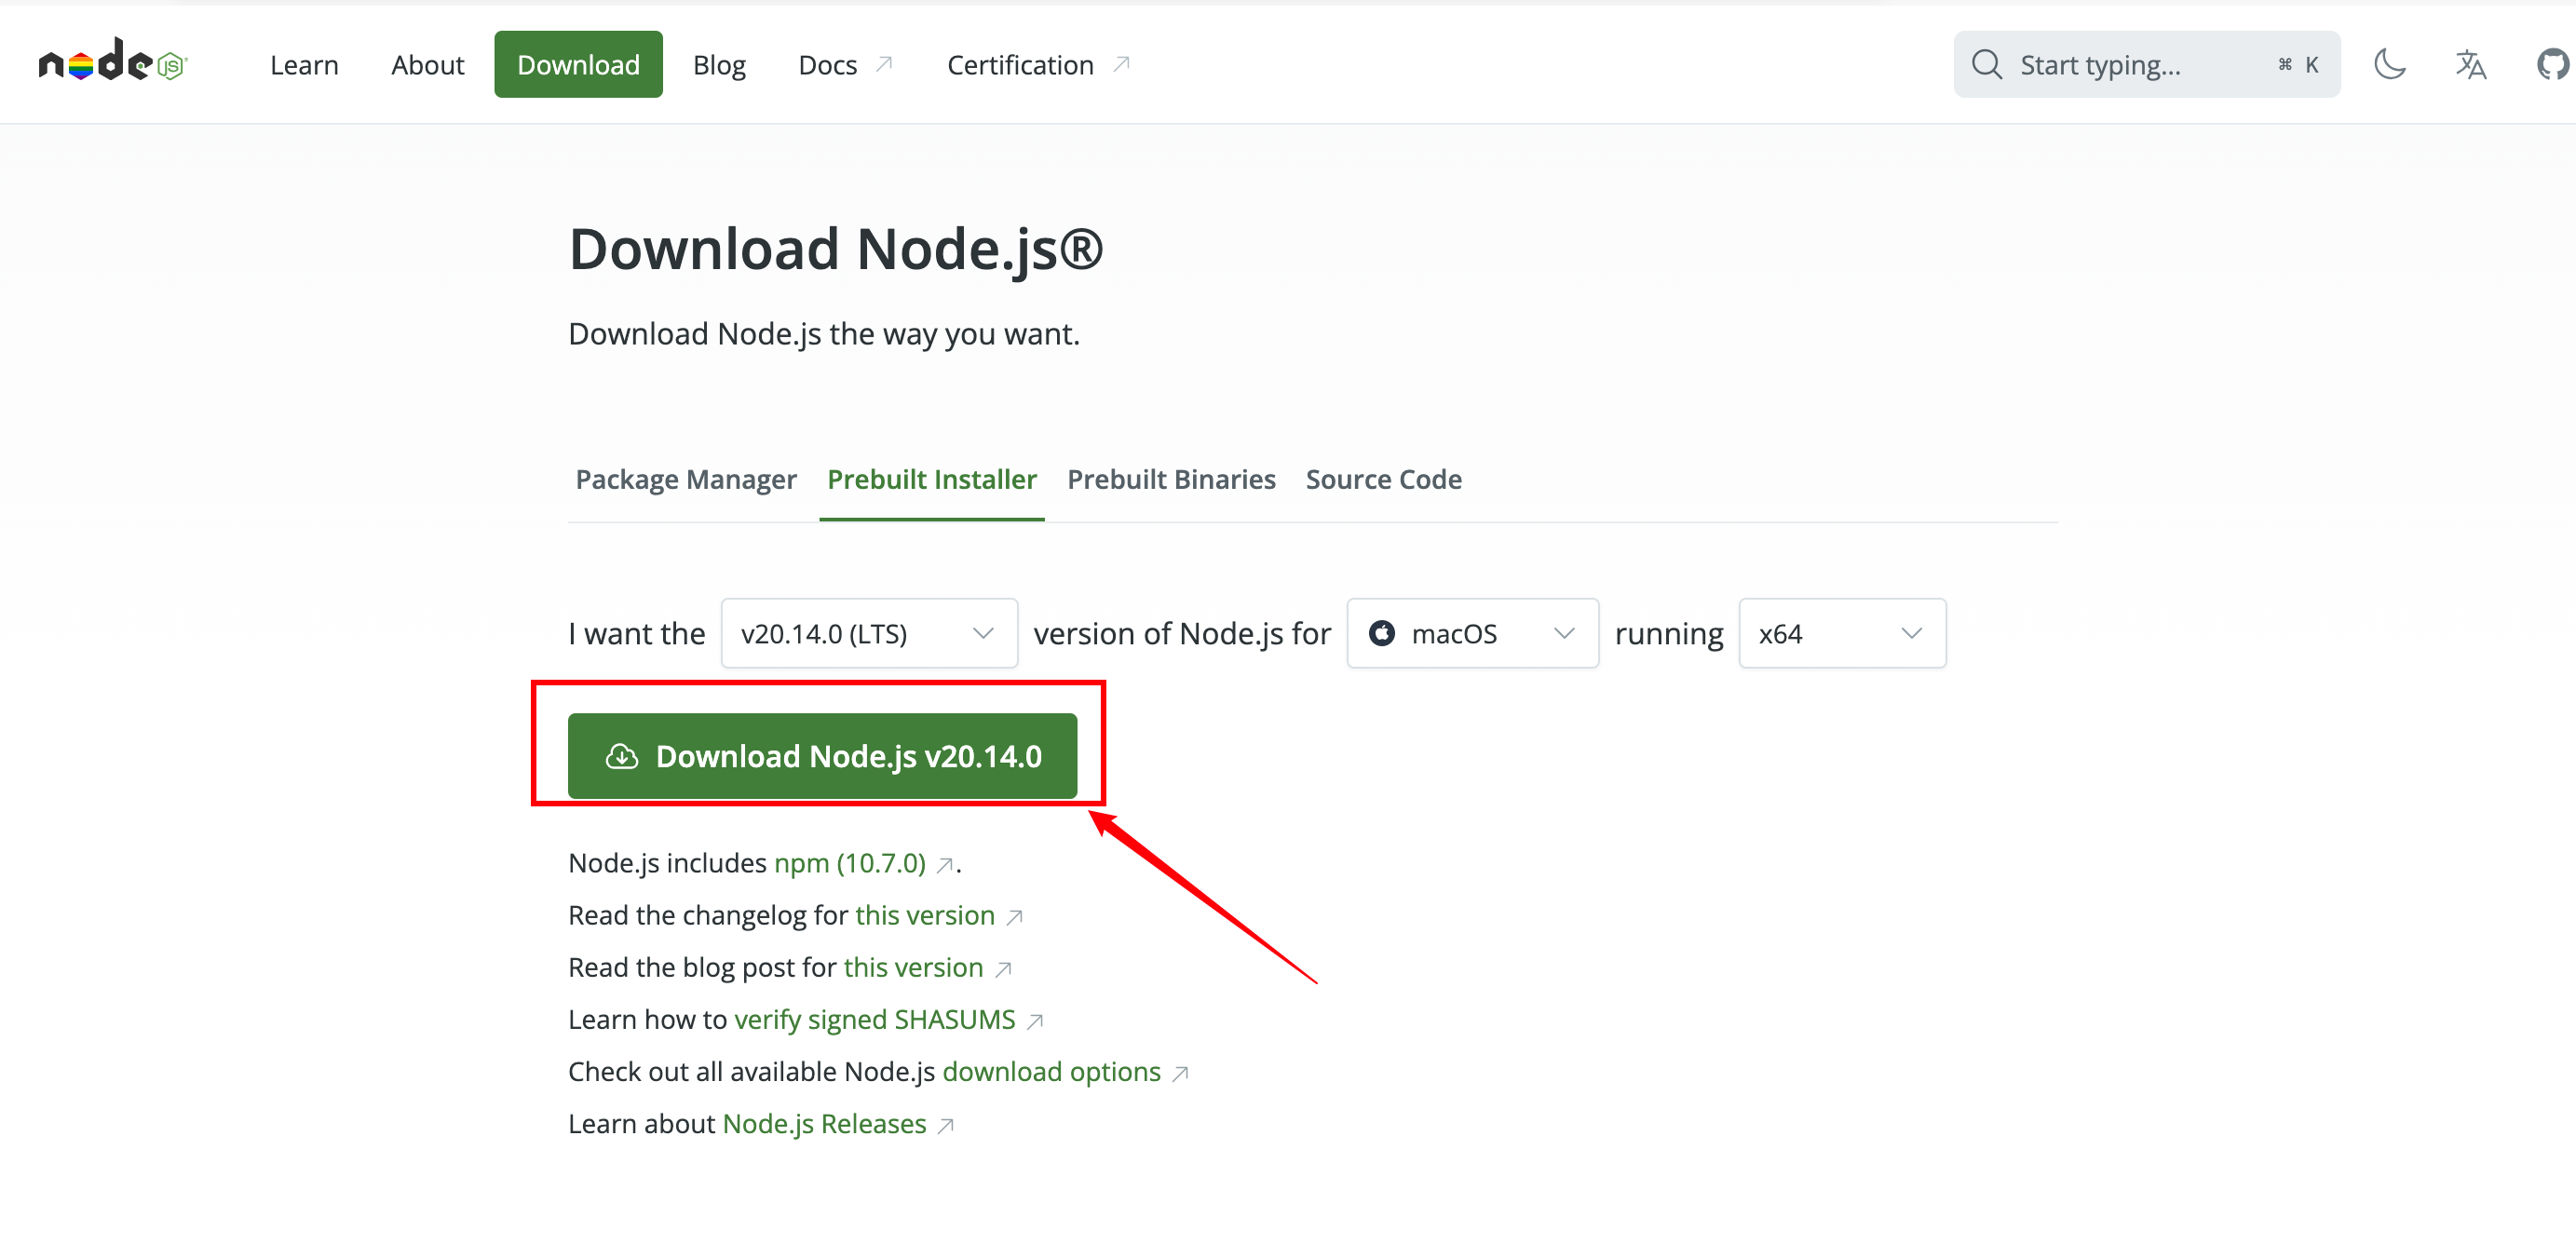 node JS
Learn About Download Blog Docs Certification Start typing... ⌘ K
Download Node.js®
Download Node.js the way you want.
Package Manager Prebuilt Installer Prebuilt Binaries Source Code
I want the v20.14.0 (LTS) version of Node.js for macOS running x64
Download Node.js v20.14.0
Node.js includes npm (10.7.0) ↗.
Read the changelog for this version ↗
Read the blog post for this version ↗
Learn how to verify signed SHASUMS ↗
Check out all available Node.js download options ↗
Learn about Node.js Releases ↗